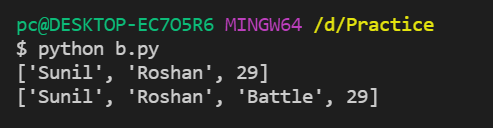 pc@DESKTOP-EC7O5R6 MINGW64 /d/Practice
$ python b.py
['Sunil', 'Roshan', 29]
['Sunil', 'Roshan', 'Battle', 29]